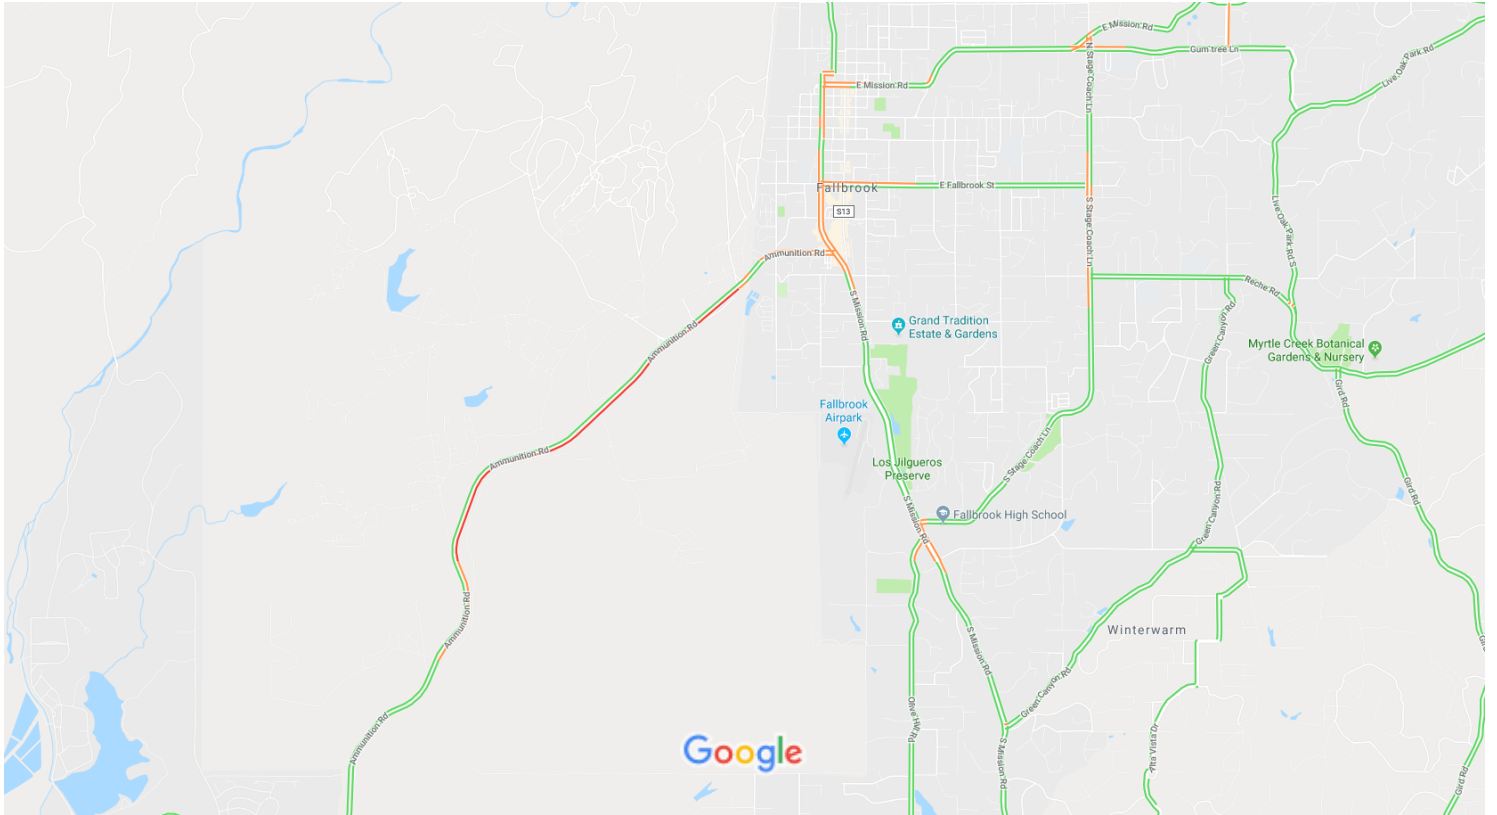 E Mission Rd
Gum tree Ln
N Stage Coach Ln
Live Oak Park Rd
E Mission Rd
Fallbrook
E Fallbrook St
S13
S Stage Coach Ln
Live Oak Park Rd S
Ammunition Rd
Reche Rd
S Mission Rd
Grand Tradition
Estate & Gardens
Ammunition Rd
Green Canyon Rd
Myrtle Creek Botanical
Gardens & Nursery
Gird Rd
Fallbrook
Airpark
Ammunition Rd
Los Jilgueros
Preserve
S Stage Coach Ln
Gird Rd
S Mission Rd
Fallbrook High School
Green Canyon Rd
Ammunition Rd
S Mission Rd
Winterwarm
Gird
Green Canyon Rd
Olive Hill Rd
Ammunition Rd
Google
S Mission Rd
Alta Vista Dr
Gird Rd